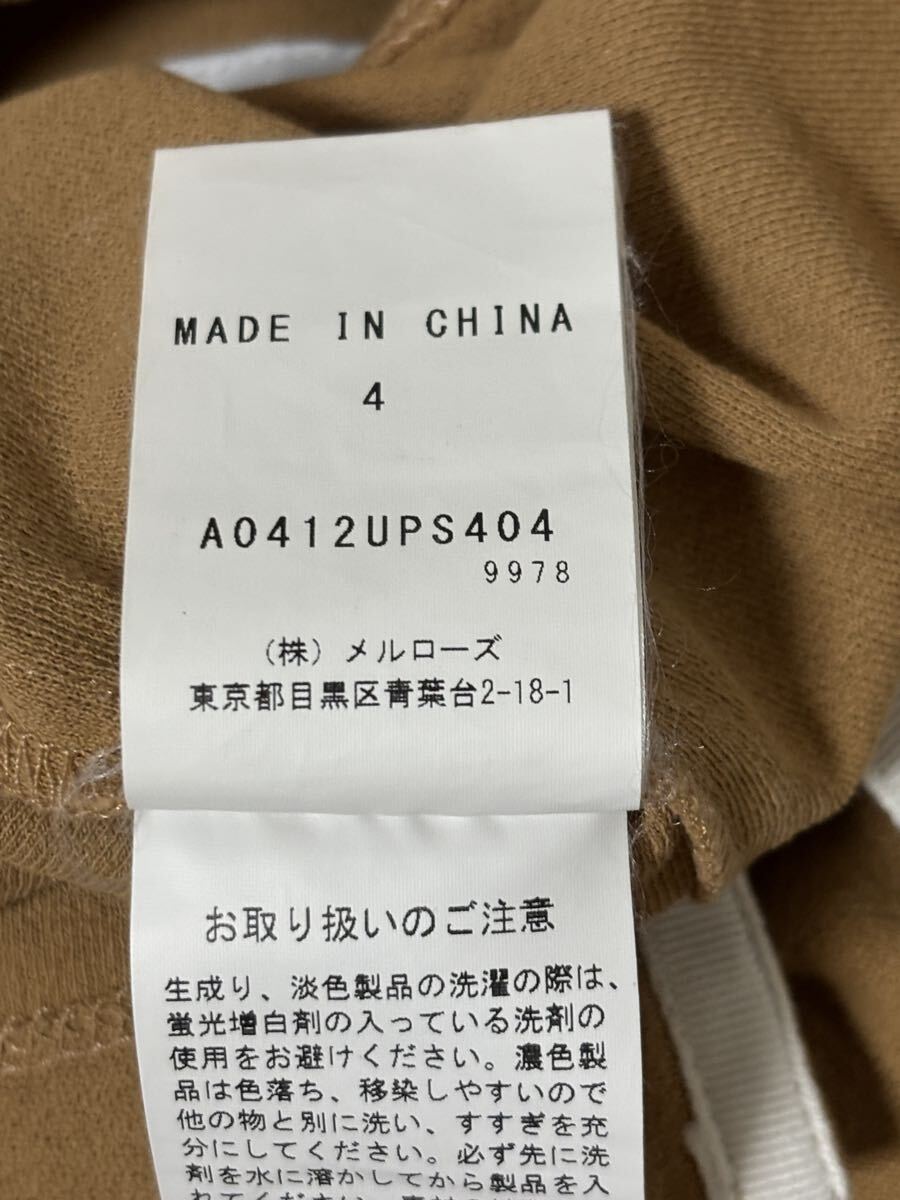 MADE IN CHINA
4
A0412UPS404
9978
(株)メルローズ
東京都目黒区青葉台2-18-1
お取り扱いのご注意
生成り、淡色製品の洗濯の際は、
蛍光増白剤の入っている洗剤の
使用をお避けください。濃色製
品は色落ち、移染しやすいので
他の物と別に洗い、すすぎを充
分にしてください。必ず先に洗
剤を水に溶かしてから製品を入
れてください。